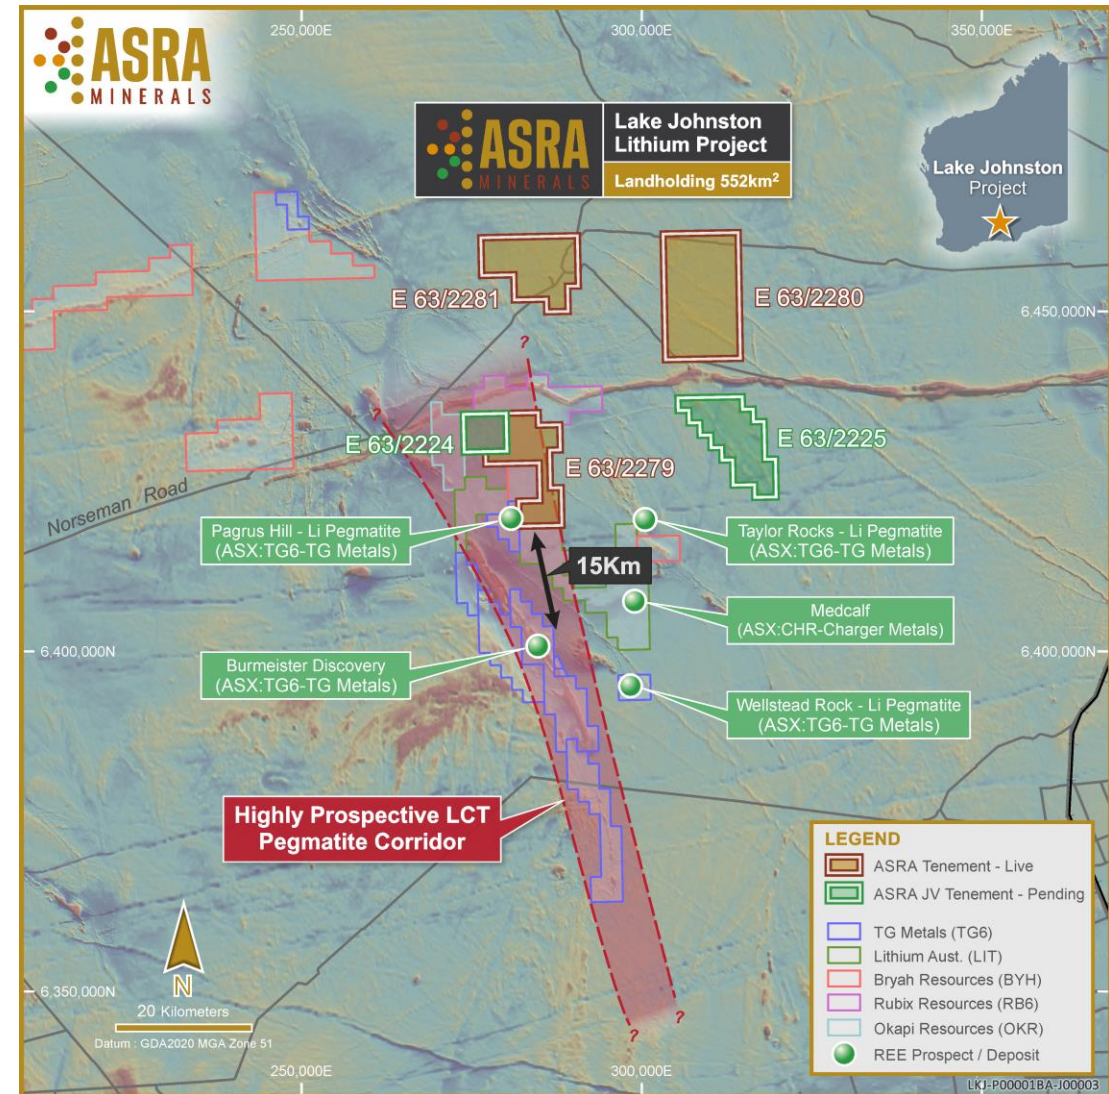 250,000E
300,000E
350,000E
ASRA
MINERALS
ASRA
MINERALS
Lake Johnston
Lithium Project
Landholding 552km²
Lake Johnston
Project
E 63/2281
E 63/2280
6,450,000N
?
?
E 63/2224
E 63/2225
E 63/2279
Norseman Road
Pagrus Hill - Li Pegmatite
(ASX:TG6-TG Metals)
Taylor Rocks - Li Pegmatite
(ASX:TG6-TG Metals)
15Km
Medcalf
(ASX:CHR-Charger Metals)
6,400,000N
6,400,000N
Burmeister Discovery
(ASX:TG6-TG Metals)
Wellstead Rock - Li Pegmatite
(ASX:TG6-TG Metals)
Highly Prospective LCT
Pegmatite Corridor
LEGEND
ASRA Tenement - Live
ASRA JV Tenement - Pending
TG Metals (TG6)
Lithium Aust. (LIT)
Bryah Resources (BYH)
Rubix Resources (RB6)
Okapi Resources (OKR)
REE Prospect / Deposit
6,350,000N
N
20 Kilometers
Datum : GDA2020 MGA Zone 51
?
?
250,000E
300,000E
LKJ-P00001BA-J00003